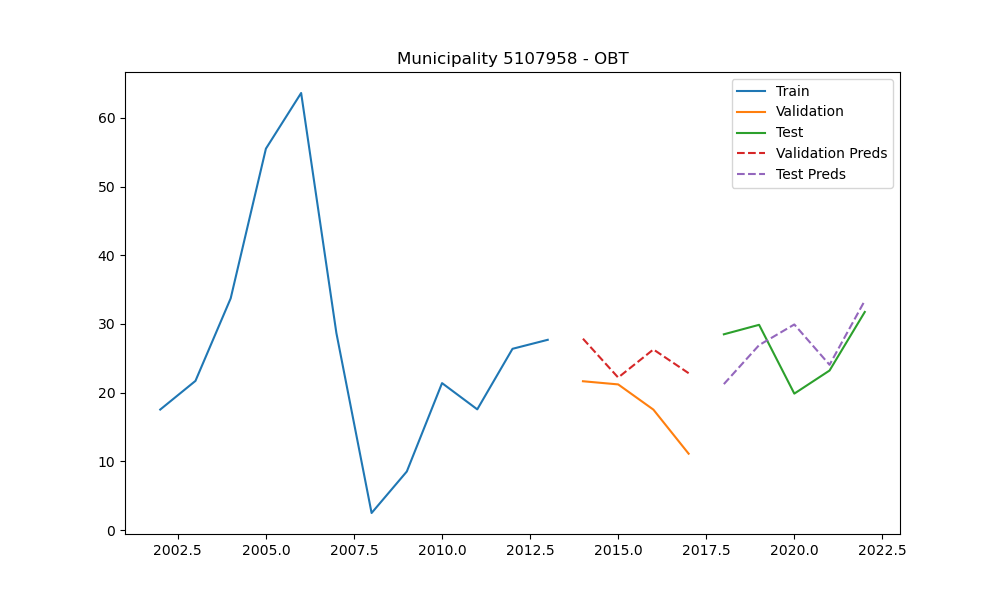 Municipality 5107958 - OBT
Train
Validation
Test
Validation Preds
Test Preds
60
50
40
30
20
10
0
2002.5 2005.0 2007.5 2010.0 2012.5 2015.0 2017.5 2020.0 2022.5